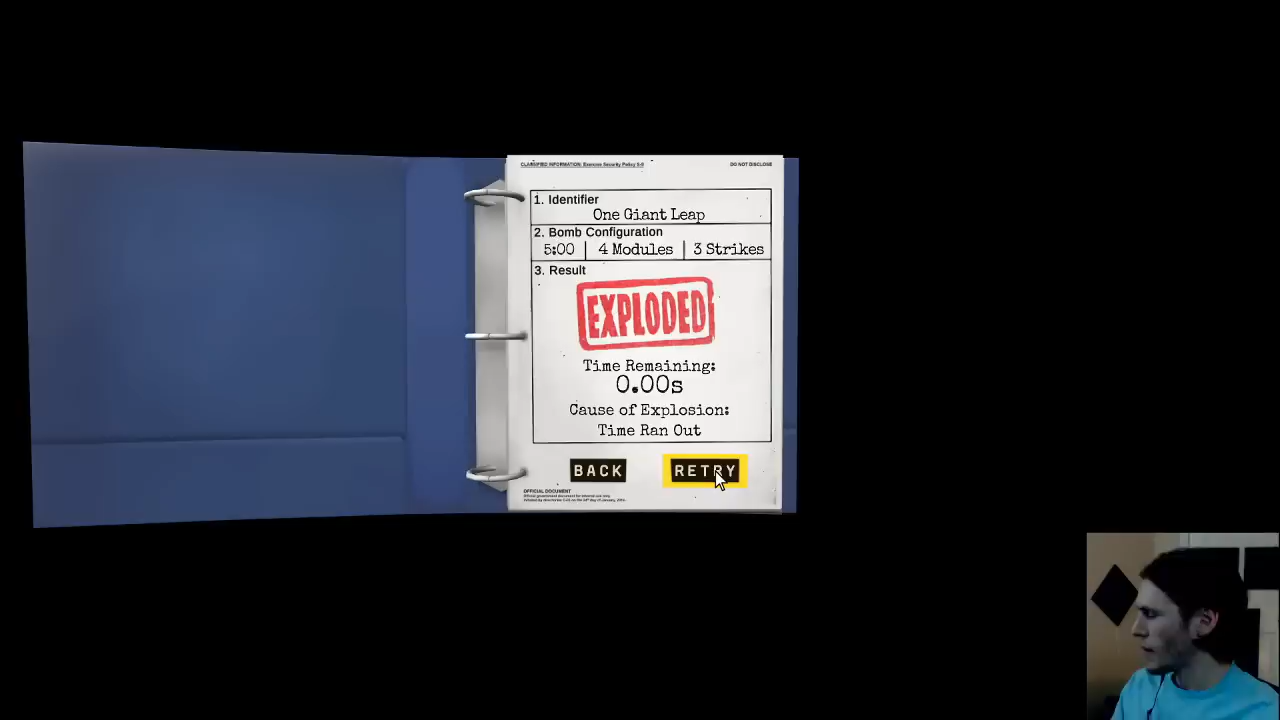 CLASSIFIED INFORMATION: Exercise Security Policy 5-E
DO NOT DISCLOSE
1. Identifier
One Giant Leap
2. Bomb Configuration
5:00 | 4 Modules | 3 Strikes
3. Result
EXPLODED
Time Remaining:
0.00s
Cause of Explosion:
Time Ran Out
BACK
RETRY
OFFICIAL DOCUMENT